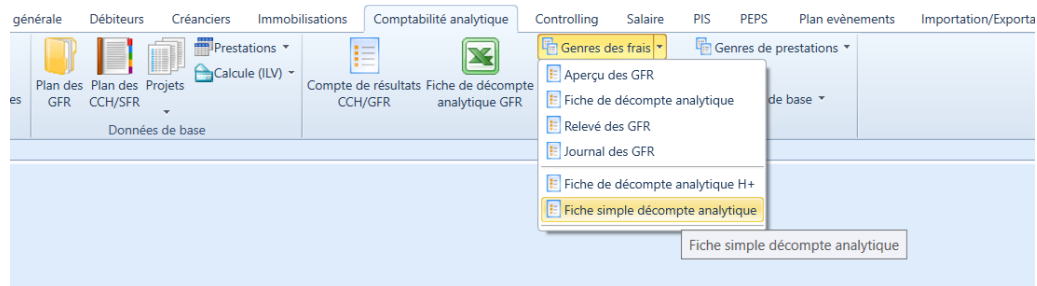 générale Débiteurs Créanciers Immobilisations Comptabilité analytique Controlling Salaire PIS PEPS Plan evènements Importation/Exporta
Plan des GFR
Plan des CCH/SFR
Projets
Prestations
Calcule (ILV)
Données de base
Compte de résultats CCH/GFR
Fiche de décompte analytique GFR
Genres des frais
Genres de prestations
de base
Aperçu des GFR
Fiche de décompte analytique
Relevé des GFR
Journal des GFR
Fiche de décompte analytique H+
Fiche simple décompte analytique
Fiche simple décompte analytique